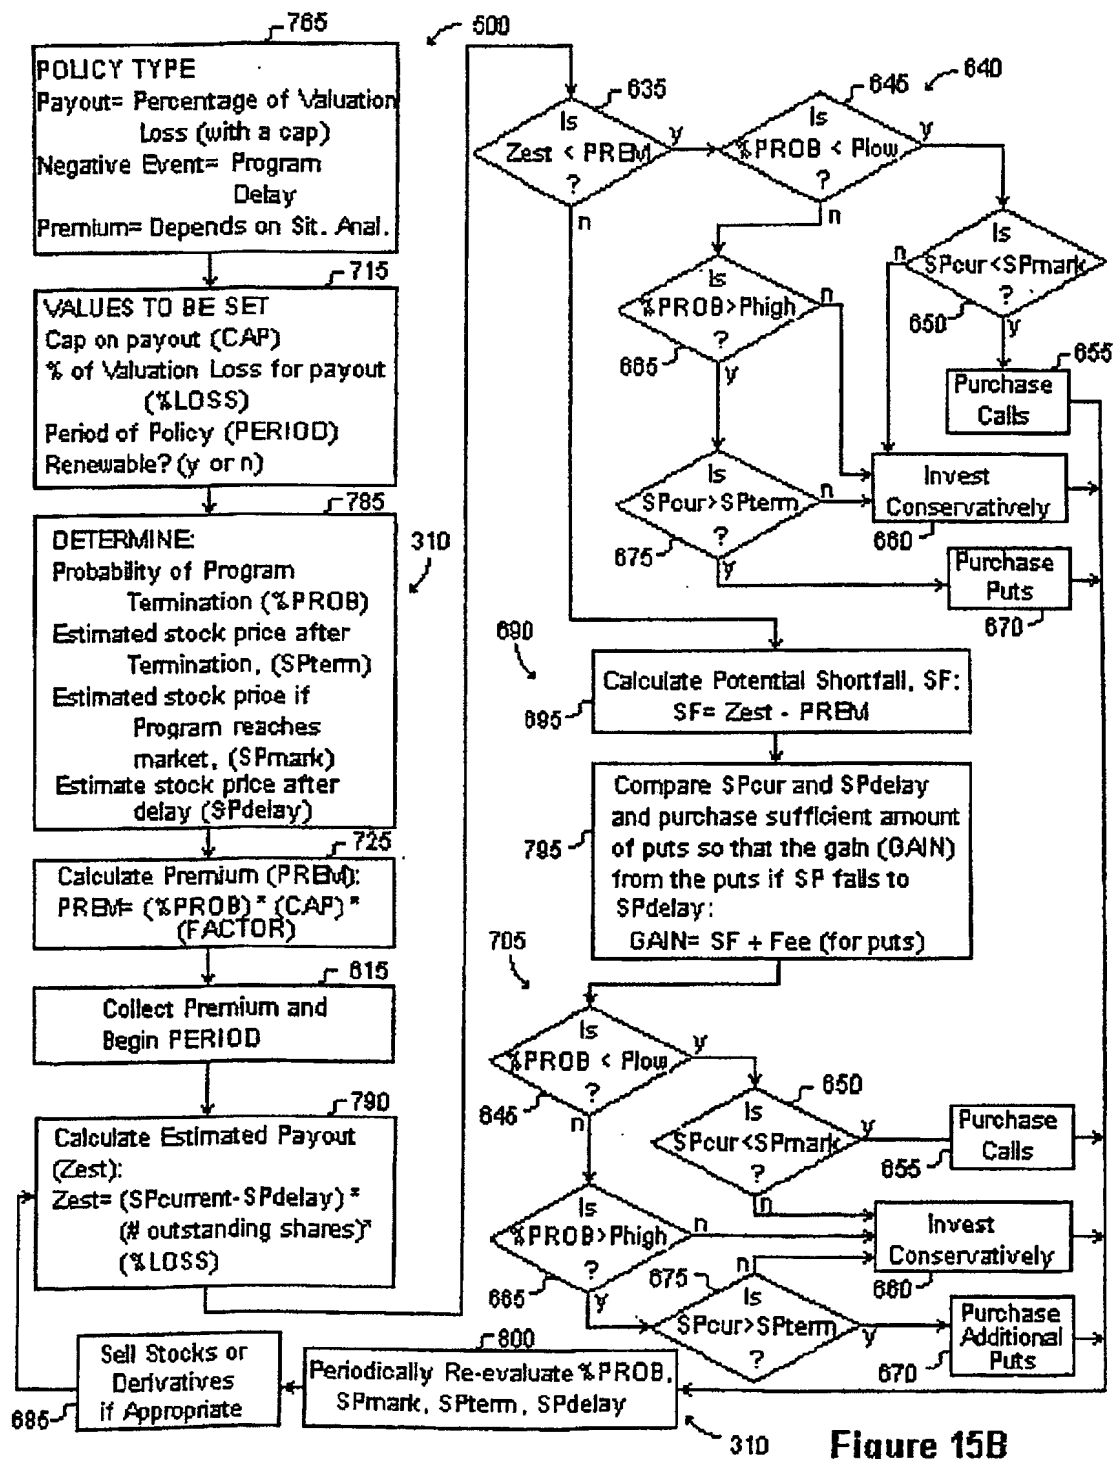 765
500
POLICY TYPE
Payout= Percentage of Valuation
Loss (with a cap)
Negative Event= Program
Delay
Premium= Depends on Sit. Anal.
715
VALUES TO BE SET
Cap on payout (CAP)
% of Valuation Loss for payout
(%LOSS)
Period of Policy (PERIOD)
Renewable? (y or n)
785
310
DETERMINE:
Probability of Program
Termination (%PROB)
Estimated stock price after
Termination, (SPterm)
Estimated stock price if
Program reaches
market, (SPmark)
Estimate stock price after
delay (SPdelay)
725
Calculate Premium (PREM):
PREM= (%PROB)* (CAP)*
(FACTOR)
615
Collect Premium and
Begin PERIOD
790
Calculate Estimated Payout
(Zest):
Zest= (SPcurrent-SPdelay)*
(# outstanding shares)*
(%LOSS)
635
Is
Zest < PREM
?
y
n
645
640
Is
%PROB < Plow
?
y
n
Is
SPcur<SPmark
?
n
650
y
655
Purchase
Calls
Is
%PROB>Phigh
?
n
665
y
Is
SPcur>SPterm
?
n
675
y
Invest
Conservatively
660
Purchase
Puts
670
690
Calculate Potential Shortfall, SF:
SF= Zest - PREM
695
Compare SPcur and SPdelay
and purchase sufficient amount
of puts so that the gain (GAIN)
from the puts if SP falls to
SPdelay:
GAIN= SF + Fee (for puts)
795
705
Is
%PROB < Plow
?
y
645
n
650
Is
SPcur<SPmark
?
y
n
Purchase
Calls
655
Is
%PROB>Phigh
?
n
665
y
Invest
Conservatively
660
n
675
Is
SPcur>SPterm
?
y
Purchase
Additional
Puts
670
800
Periodically Re-evaluate %PROB,
SPmark, SPterm, SPdelay
310
Sell Stocks or
Derivatives
if Appropriate
685
Figure 15B